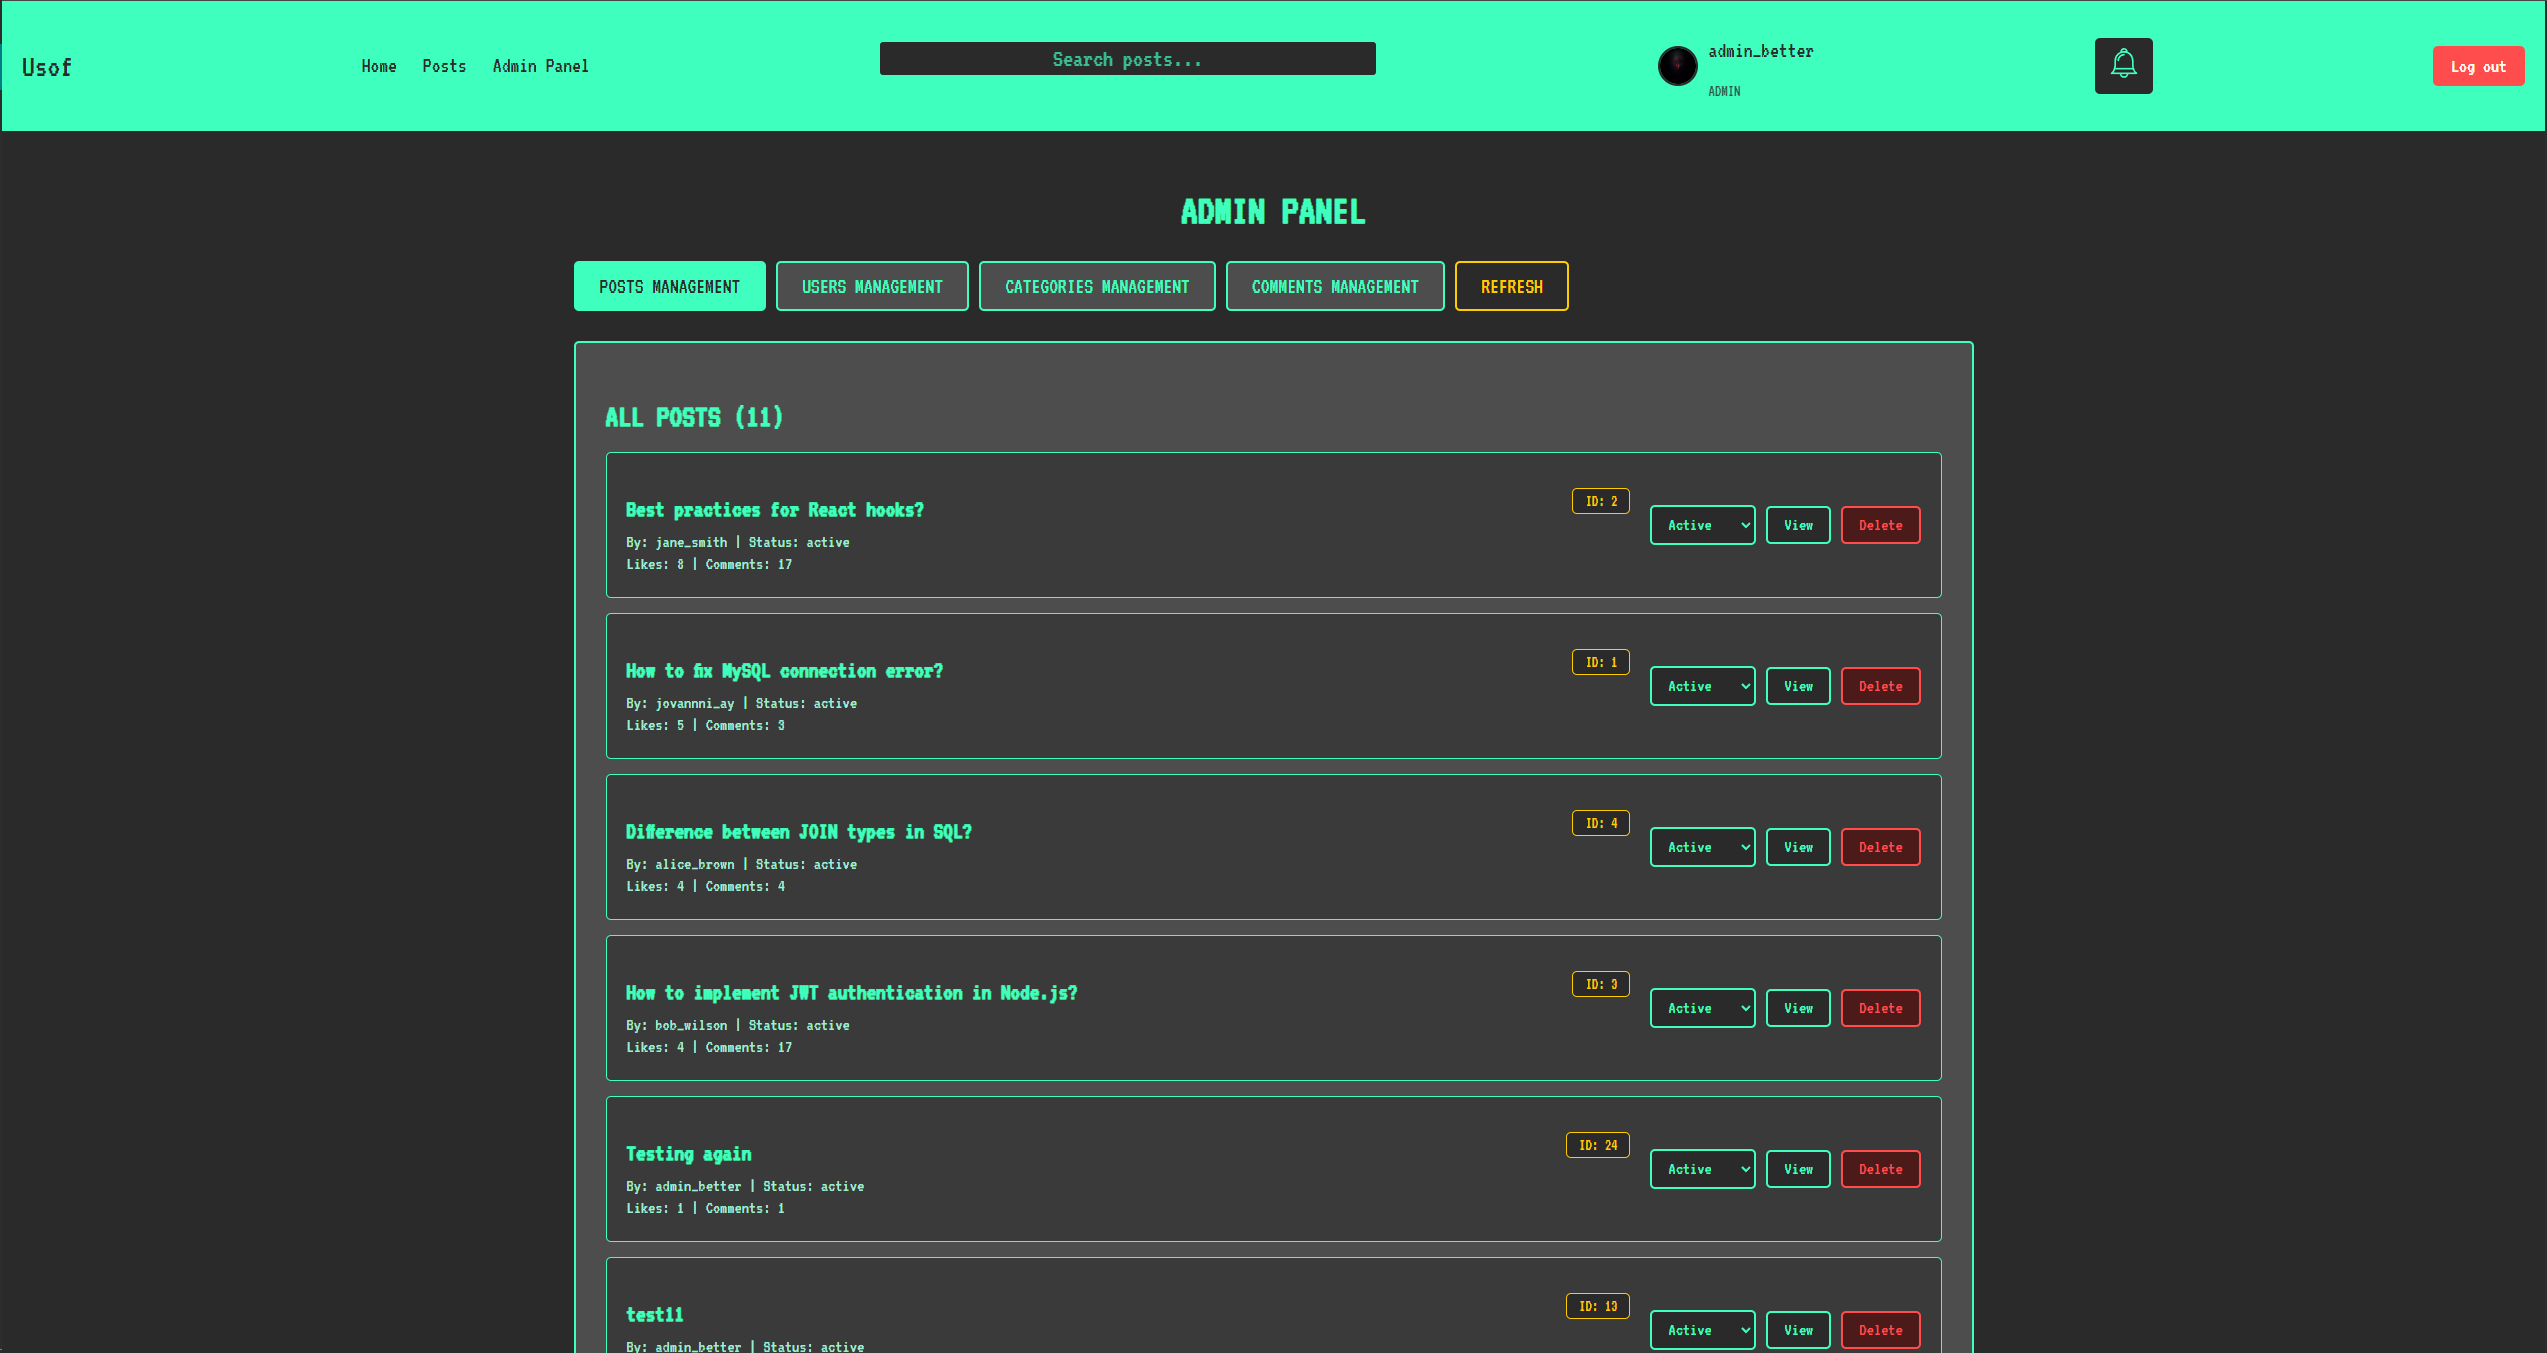 Usof
Home Posts Admin Panel
Search posts...
admin_better
ADMIN
Log out
ADMIN PANEL
POSTS MANAGEMENT USERS MANAGEMENT CATEGORIES MANAGEMENT COMMENTS MANAGEMENT REFRESH
ALL POSTS (11)
Best practices for React hooks?
By: jane_smith | Status: active
Likes: 8 | Comments: 17
ID: 2
Active View Delete
How to fix MySQL connection error?
By: jovannni_ay | Status: active
Likes: 5 | Comments: 3
ID: 1
Active View Delete
Difference between JOIN types in SQL?
By: alice_brown | Status: active
Likes: 4 | Comments: 4
ID: 4
Active View Delete
How to implement JWT authentication in Node.js?
By: bob_wilson | Status: active
Likes: 4 | Comments: 17
ID: 3
Active View Delete
Testing again
By: admin_better | Status: active
Likes: 1 | Comments: 1
ID: 24
Active View Delete
test11
By: admin_better | Status: active
ID: 13
Active View Delete